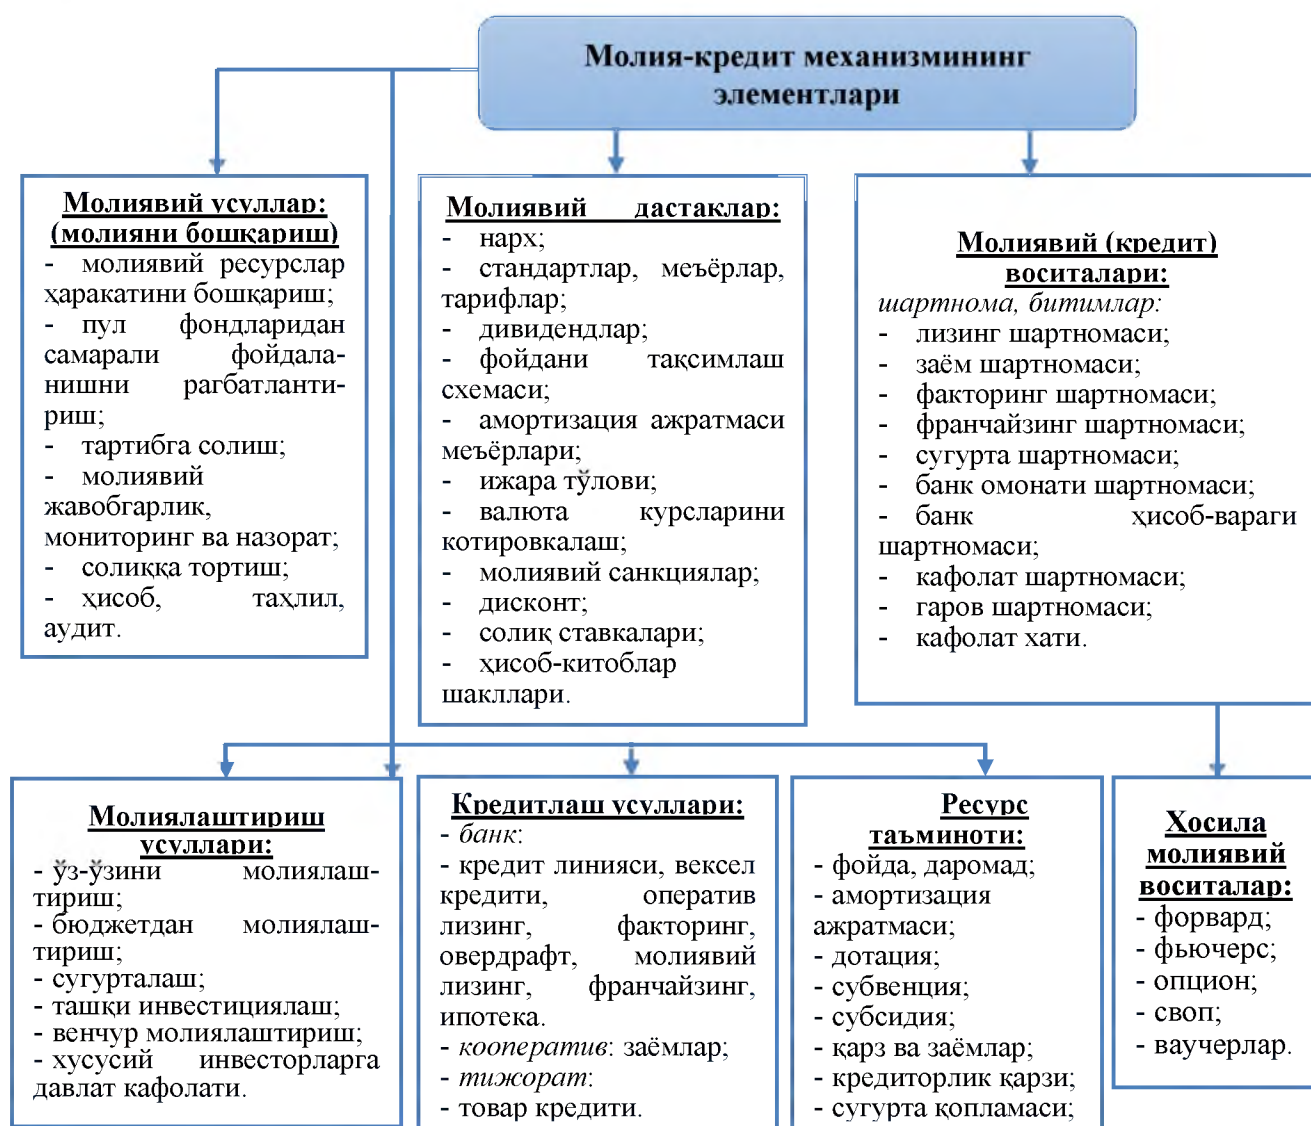 Молия-кредит механизмининг
элементлари
Молиявий усуллар:
(молияни бошқариш)
- молиявий ресурслар
ҳаракатини бошқариш;
- пул фондларидан
самарали фойдала-
нишни рагбатланти-
риш;
- тартибга солиш;
- молиявий
жавобгарлик,
мониторинг ва назорат;
- солиққа тортиш;
- ҳисоб, таҳлил,
аудит.
Молиявий дастаклар:
- нарх;
- стандартлар, меъёрлар,
тарифлар;
- дивидендлар;
- фойдани тақсимлаш
схемаси;
- амортизация ажратмаси
меъёрлари;
- ижара тўлови;
- валюта курсларини
котировкалаш;
- молиявий санкциялар;
- дисконт;
- солиқ ставкалари;
- ҳисоб-китоблар
шакллари.
Молиявий (кредит)
воситалари:
шартнома, битимлар:
- лизинг шартномаси;
- заём шартномаси;
- факторинг шартномаси;
- франчайзинг шартномаси;
- сугурта шартномаси;
- банк омонати шартномаси;
- банк ҳисоб-вараги
шартномаси;
- кафолат шартномаси;
- гаров шартномаси;
- кафолат хати.
Молиялаштириш
усуллари:
- ўз-ўзини молиялаш-
тириш;
- бюджетдан молиялаш-
тириш;
- сугурталаш;
- ташқи инвестициялаш;
- венчур молиялаштириш;
- хусусий инвесторларга
давлат кафолати.
Кредитлаш усуллари:
- банк:
- кредит линияси, вексел
кредити, оператив
лизинг, факторинг,
овердрафт, молиявий
лизинг, франчайзинг,
ипотека.
- кооператив: заёмлар;
- тижорат:
- товар кредити.
Ресурс
таъминоти:
- фойда, даромад;
- амортизация
ажратмаси;
- дотация;
- субвенция;
- субсидия;
- қарз ва заёмлар;
- кредиторлик қарзи;
- сугурта қопламаси;
Ҳосила
молиявий
воситалар:
- форвард;
- фьючерс;
- опцион;
- своп;
- ваучерлар.